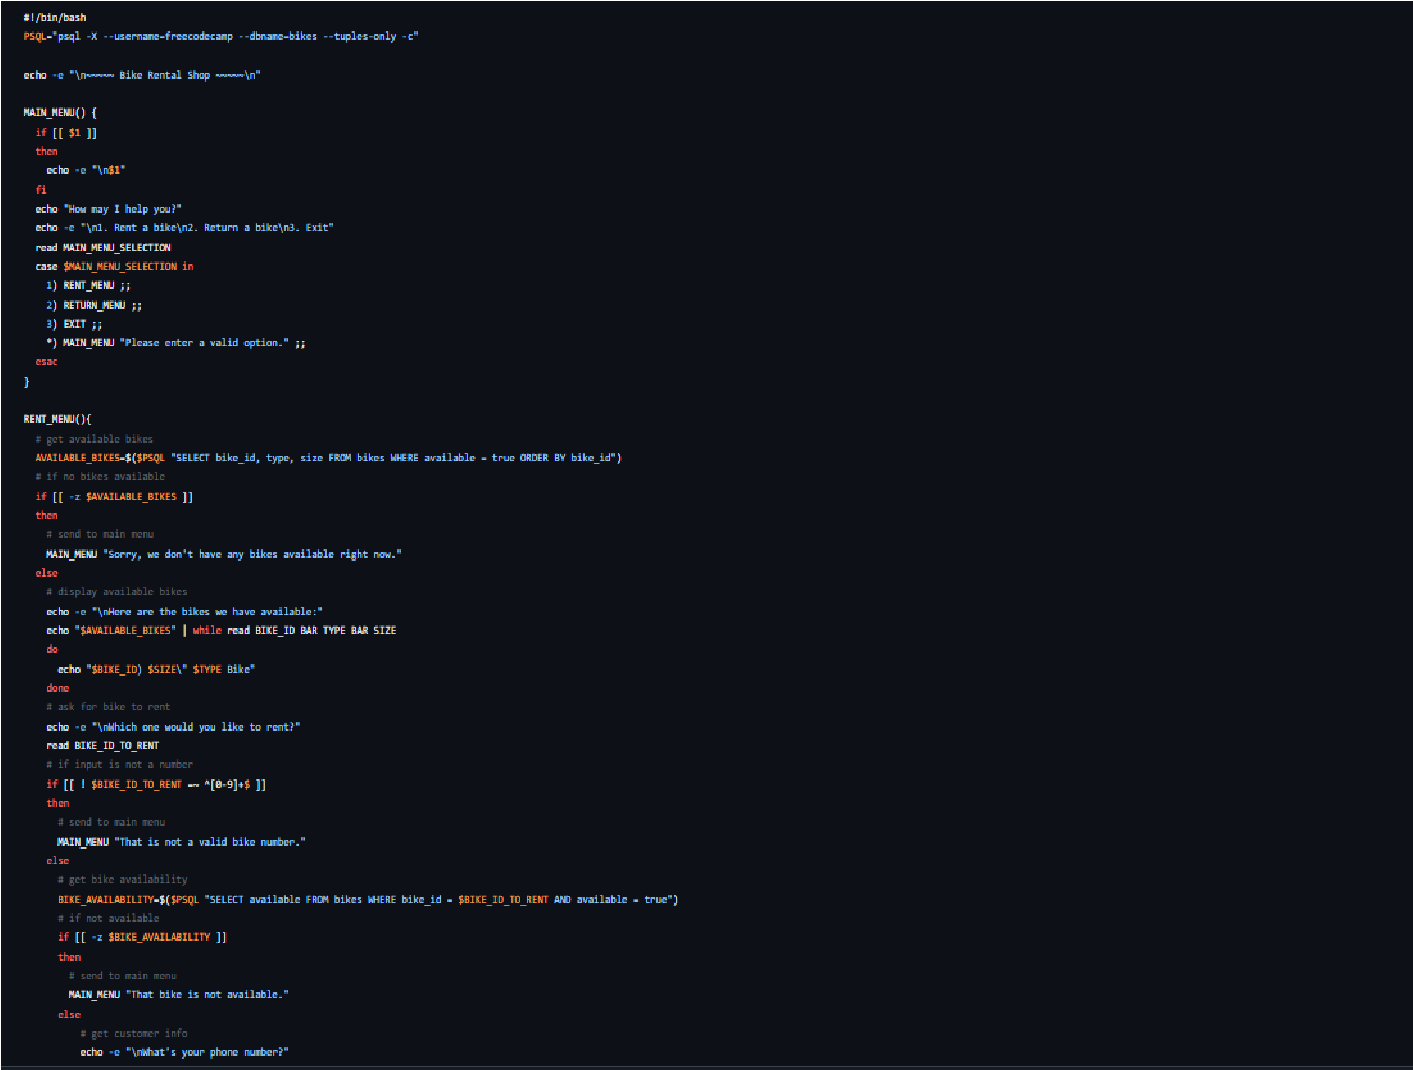 #!/bin/bash
PSQL="psql -X --username=freecodecamp --dbname=bikes --tuples-only -c"
echo -e "\n~~~~~ Bike Rental Shop ~~~~~\n"
MAIN_MENU() {
if [[ $1 ]]
then
echo -e "\n$1"
fi
echo "How may I help you?"
echo -e "\n1. Rent a bike\n2. Return a bike\n3. Exit"
read MAIN_MENU_SELECTION
case $MAIN_MENU_SELECTION in
1) RENT_MENU ;;
2) RETURN_MENU ;;
3) EXIT ;;
*) MAIN_MENU "Please enter a valid option." ;;
esac
}
RENT_MENU(){
# get available bikes
AVAILABLE_BIKES=$($PSQL "SELECT bike_id, type, size FROM bikes WHERE available = true ORDER BY bike_id")
# if no bikes available
if [[ -z $AVAILABLE_BIKES ]]
then
# send to main menu
MAIN_MENU "Sorry, we don't have any bikes available right now."
else
# display available bikes
echo -e "\nHere are the bikes we have available:"
echo "$AVAILABLE_BIKES" | while read BIKE_ID BAR TYPE BAR SIZE
do
echo "$BIKE_ID) $SIZE\" $TYPE Bike"
done
# ask for bike to rent
echo -e "\nWhich one would you like to rent?"
read BIKE_ID_TO_RENT
# if input is not a number
if [[ ! $BIKE_ID_TO_RENT =~ ^[0-9]+$ ]]
then
# send to main menu
MAIN_MENU "That is not a valid bike number."
else
# get bike availability
BIKE_AVAILABILITY=$($PSQL "SELECT available FROM bikes WHERE bike_id = $BIKE_ID_TO_RENT AND available = true")
# if not available
if [[ -z $BIKE_AVAILABILITY ]]
then
# send to main menu
MAIN_MENU "That bike is not available."
else
# get customer info
echo -e "\nWhat's your phone number?"